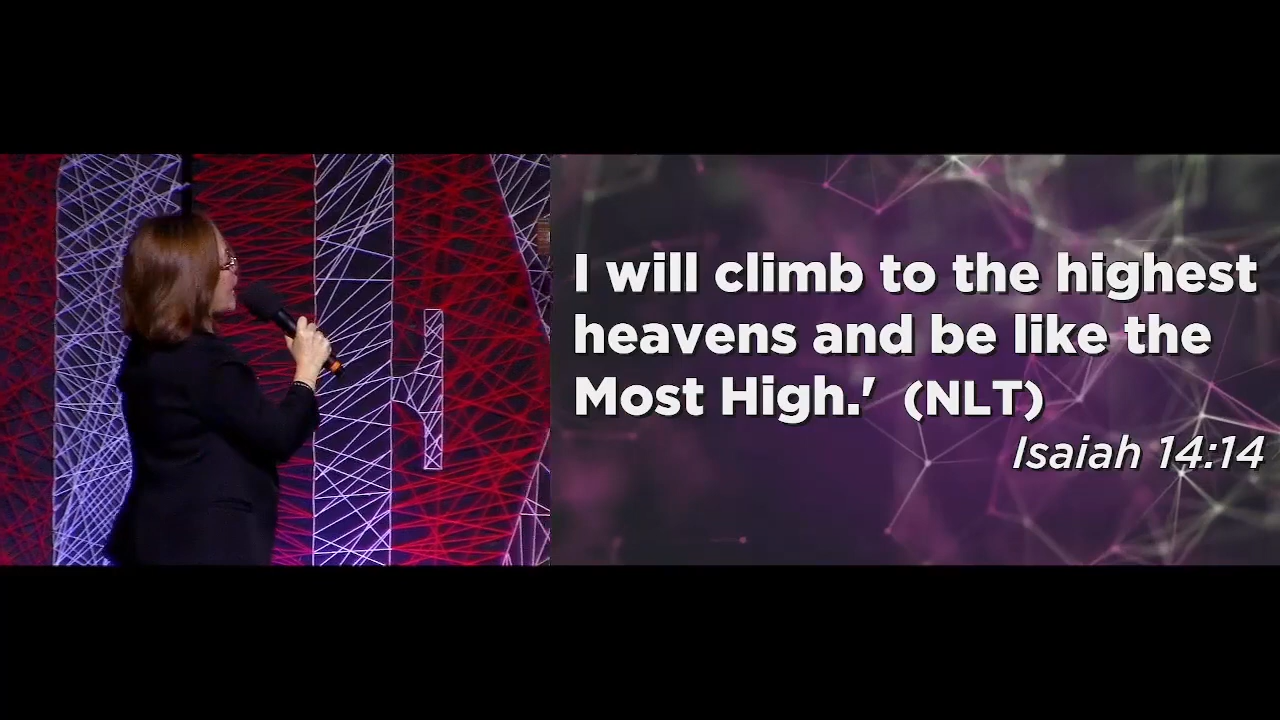 I will climb to the highest
heavens and be like the
Most High.' (NLT)
Isaiah 14:14